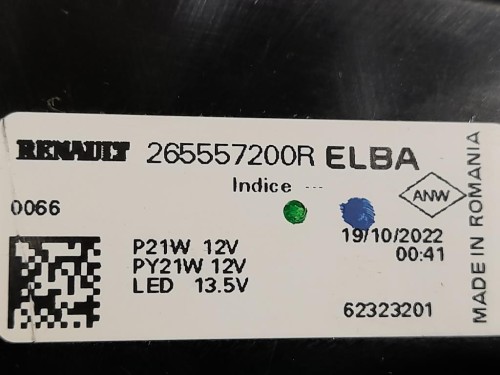 RENAULT 265557200R ELBA
Indice ---
ANW
0066
19/10/2022
00:41
P21W 12V
PY21W 12V
LED 13.5V
62323201
MADE IN ROMANIA